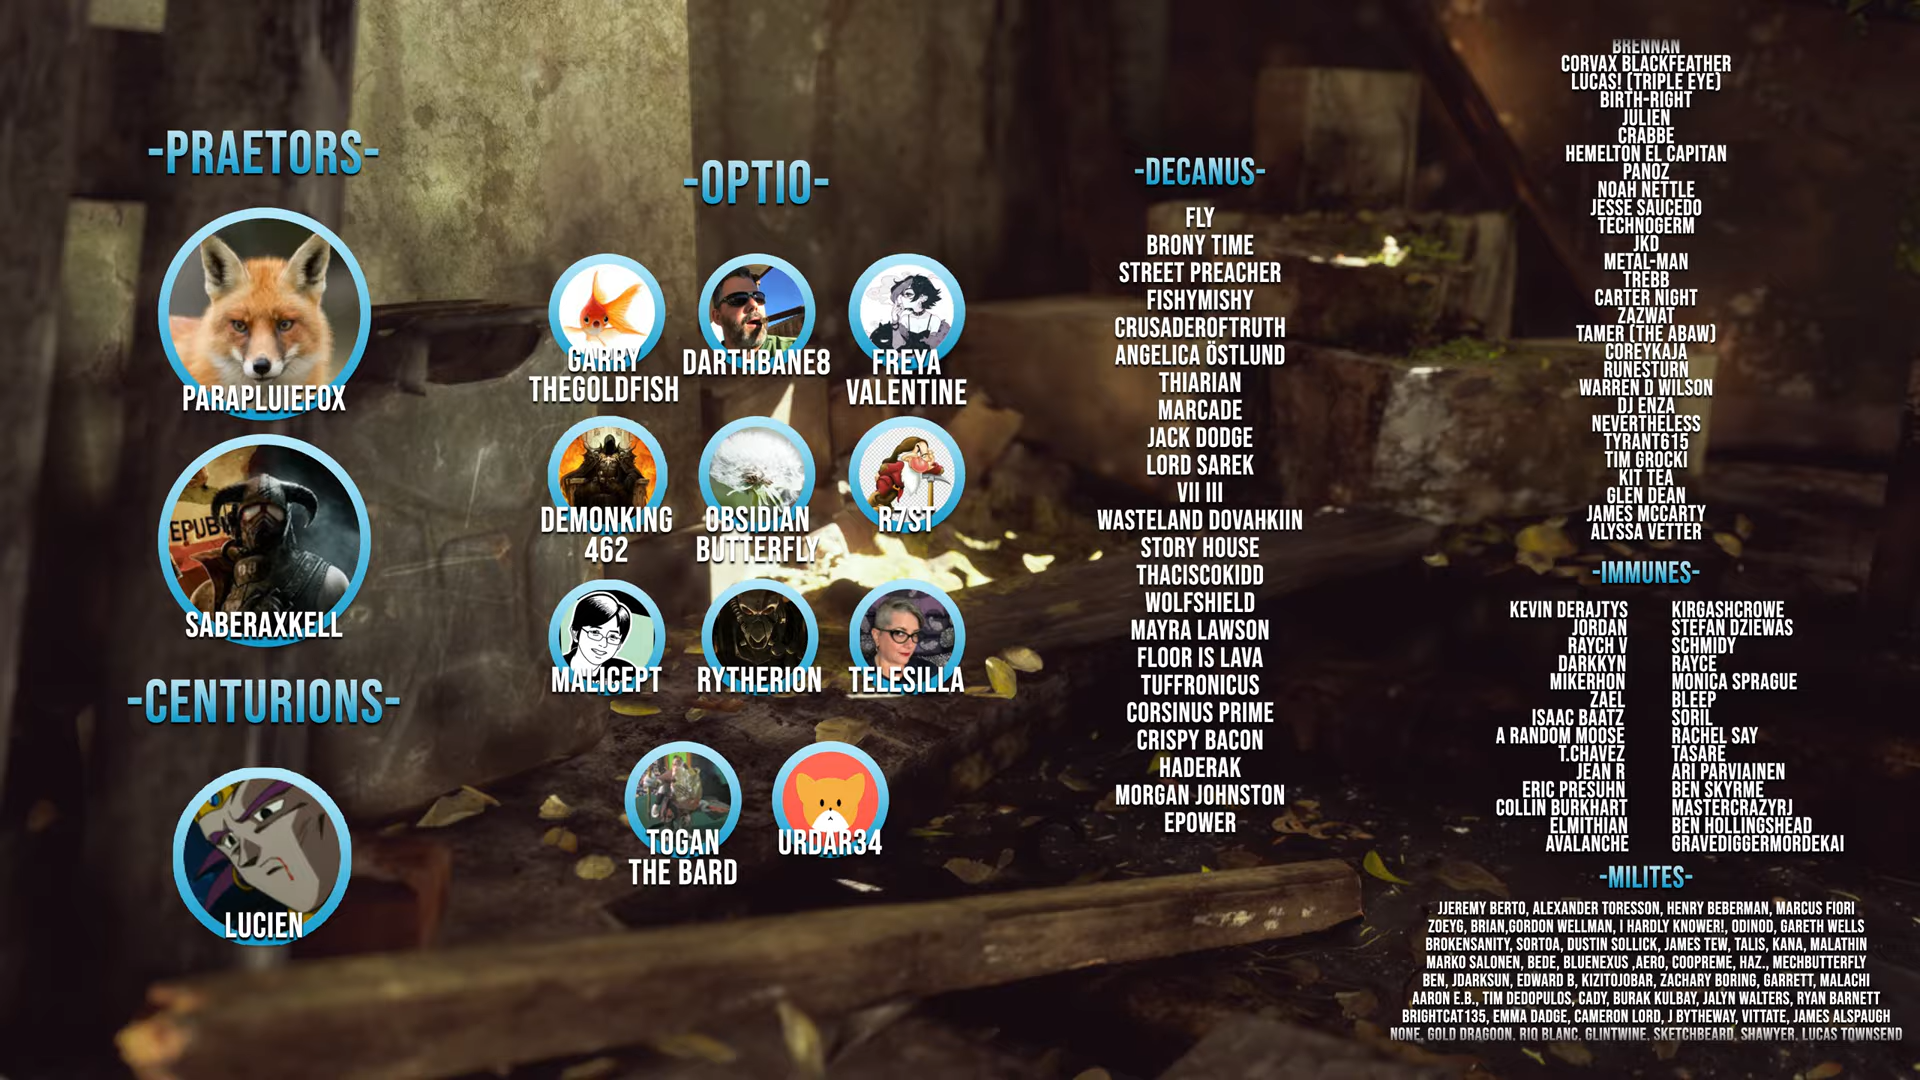 -PRAETORS-
PARAPLUIEFOX
EPUB
SABERAXKELL
-CENTURIONS-
LUCIEN
-OPTIO-
GARRY
THEGOLDFISH
DARTHBANE8
FREYA
VALENTINE
DEMONKING
462
OBSIDIAN
BUTTERFLY
R7ST
MALICEPT
RYTHERION
TELESILLA
TOGAN
THE BARD
URDAR34
-DECANUS-
FLY
BRONY TIME
STREET PREACHER
FISHYMISHY
CRUSADEROFTRUTH
ANGELICA ÖSTLUND
THIARIAN
MARCADE
JACK DODGE
LORD SAREK
VII III
WASTELAND DOVAHKIIN
STORY HOUSE
THACISCOKIDD
WOLFSHIELD
MAYRA LAWSON
FLOOR IS LAVA
TUFFRONICUS
CORSINUS PRIME
CRISPY BACON
HADERAK
MORGAN JOHNSTON
EPOWER
BRENNAN
CORVAX BLACKFEATHER
LUCAS! (TRIPLE EYE)
BIRTH-RIGHT
JULIEN
CRABBE
HEMELTON EL CAPITAN
PANOZ
NOAH NETTLE
JESSE SAUCEDO
TECHNOGERM
JKD
METAL-MAN
TREBB
CARTER NIGHT
ZAZWAT
TAMER (THE ABAW)
COREYKAJA
RUNESTURN
WARREN D WILSON
DJ ENZA
NEVERTHELESS
TYRANT615
TIM GROCKI
KIT TEA
GLEN DEAN
JAMES MCCARTY
ALYSSA VETTER
-IMMUNES-
KEVIN DERAJTYS
JORDAN
RAYCH V
DARKKYN
MIKERHON
ZAEL
ISAAC BAATZ
A RANDOM MOOSE
T.CHAVEZ
JEAN R
ERIC PRESUHN
COLLIN BURKHART
ELMITHIAN
AVALANCHE
KIRGASHCROWE
STEFAN DZIEWAS
SCHMIDY
RAYCE
MONICA SPRAGUE
BLEEP
SORIL
RACHEL SAY
TASARE
ARI PARVIAINEN
BEN SKYRME
MASTERCRAZYRJ
BEN HOLLINGSHEAD
GRAVEDIGGERMORDEKAI
-MILITES-
JJEREMY BERTO, ALEXANDER TORESSON, HENRY BEBERMAN, MARCUS FIORI
ZOEYG, BRIAN,GORDON WELLMAN, I HARDLY KNOWER!, ODINOD, GARETH WELLS
BROKENSANITY, SORTOA, DUSTIN SOLLICK, JAMES TEW, TALIS, KANA, MALATHIN
MARKO SALONEN, BEDE, BLUENEXUS ,AERO, COOPREME, HAZ., MECHBUTTERFLY
BEN, JDARKSUN, EDWARD B, KIZITOJOBAR, ZACHARY BORING, GARRETT, MALACHI
AARON E.B., TIM DEDOPULOS, CADY, BURAK KULBAY, JALYN WALTERS, RYAN BARNETT
BRIGHTCAT135, EMMA DADGE, CAMERON LORD, J BYTHEWAY, VITTATE, JAMES ALSPAUGH
NONE, GOLD DRAGOON, RIQ BLANC, GLINTWINE, SKETCHBEARD, SHAWYER, LUCAS TOWNSEND